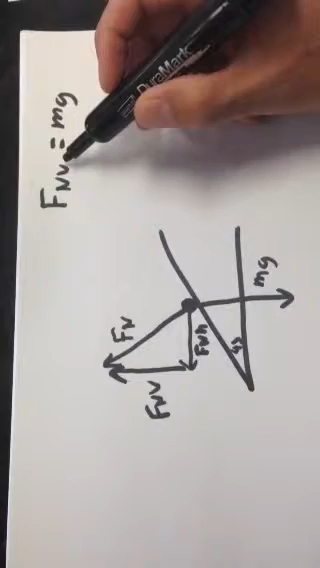 F_NV = mg
DuraMark
F_N
F_NV
F_Nh
mg